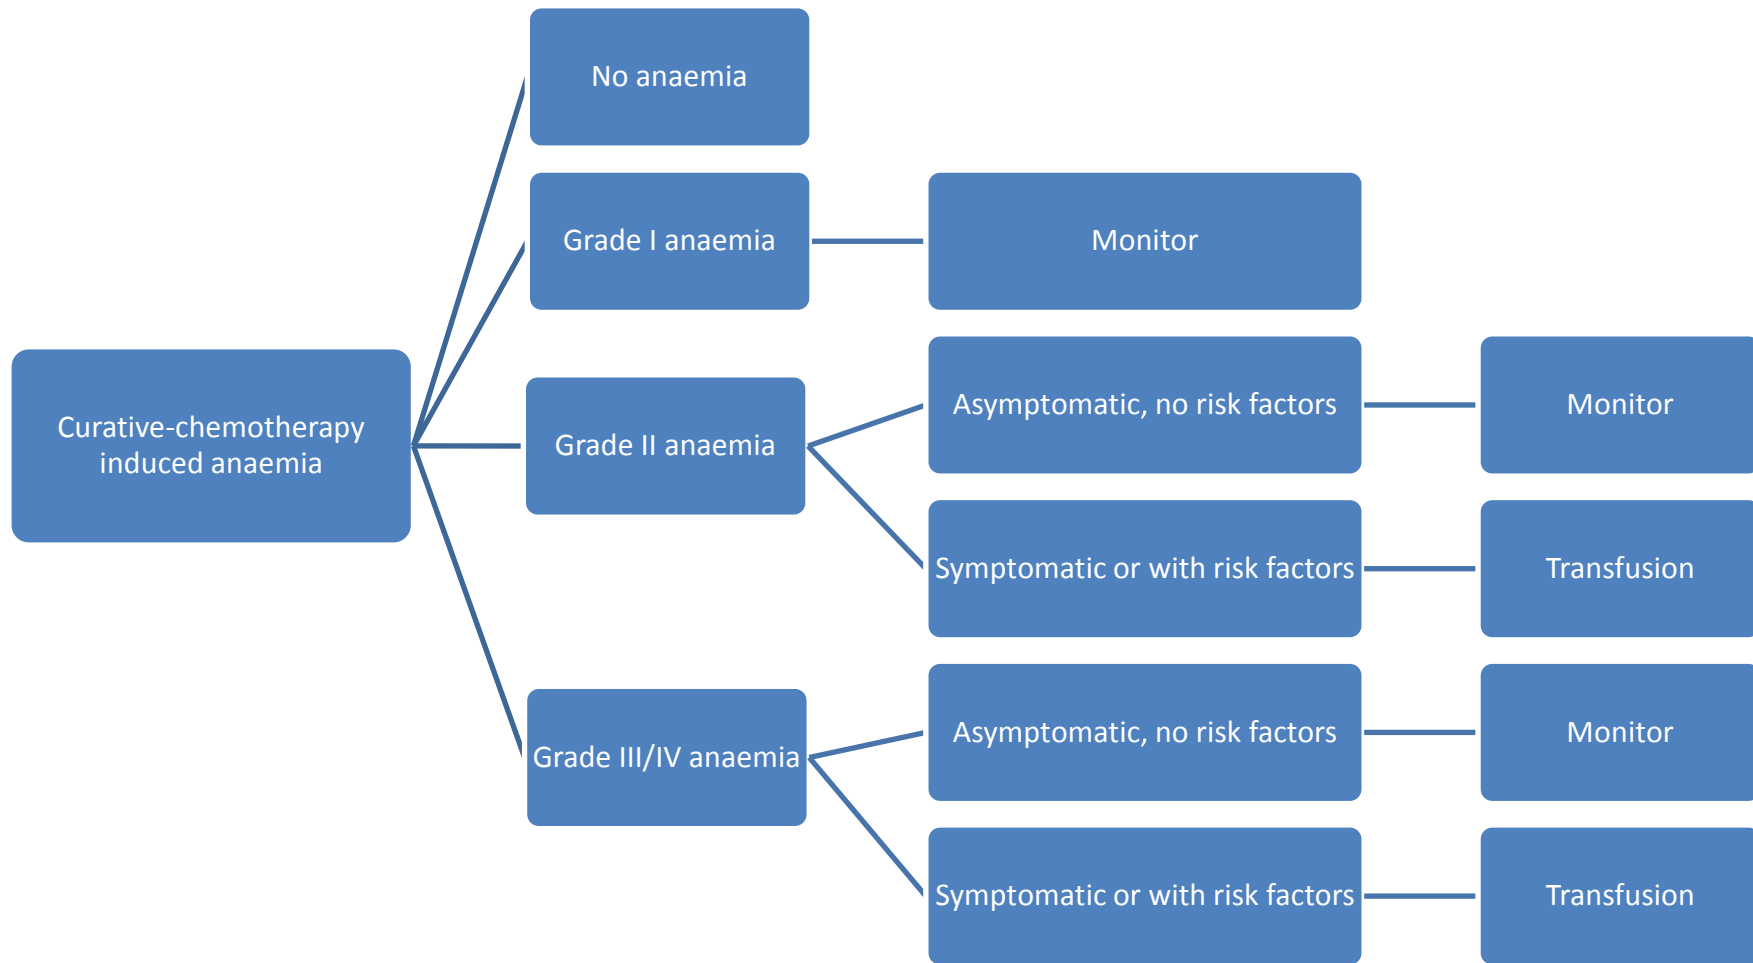 No anaemia
Grade I anaemia
Monitor
Curative-chemotherapy
induced anaemia
Grade II anaemia
Asymptomatic, no risk factors
Monitor
Symptomatic or with risk factors
Transfusion
Grade III/IV anaemia
Asymptomatic, no risk factors
Monitor
Symptomatic or with risk factors
Transfusion